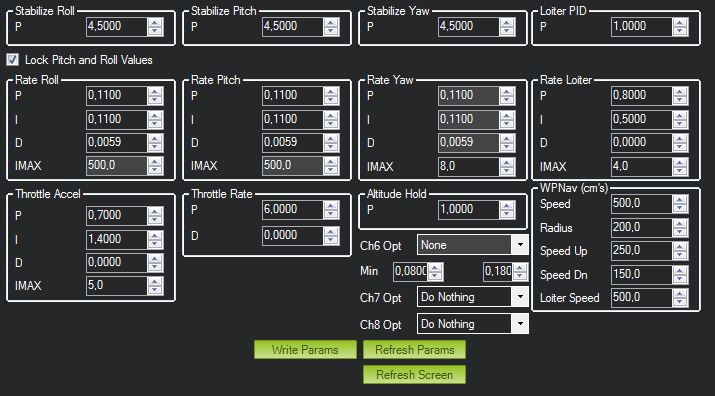 Stabilize Roll
P 4,5000
Stabilize Pitch
P 4,5000
Stabilize Yaw
P 4,5000
Loiter PID
P 1,0000
Lock Pitch and Roll Values
Rate Roll
P 0,1100
I 0,1100
D 0,0059
IMAX 500,0
Rate Pitch
P 0,1100
I 0,1100
D 0,0059
IMAX 500,0
Rate Yaw
P 0,1100
I 0,1100
D 0,0059
IMAX 8,0
Rate Loiter
P 0,8000
I 0,5000
D 0,0000
IMAX 4,0
Throttle Accel
P 0,7000
I 1,4000
D 0,0000
IMAX 5,0
Throttle Rate
P 6,0000
D 0,0000
Altitude Hold
P 1,0000
Ch6 Opt None
Min 0,0800 0,180
Ch7 Opt Do Nothing
Ch8 Opt Do Nothing
WPNav (cm's)
Speed 500,0
Radius 200,0
Speed Up 250,0
Speed Dn 150,0
Loiter Speed 500,0
Write Params
Refresh Params
Refresh Screen